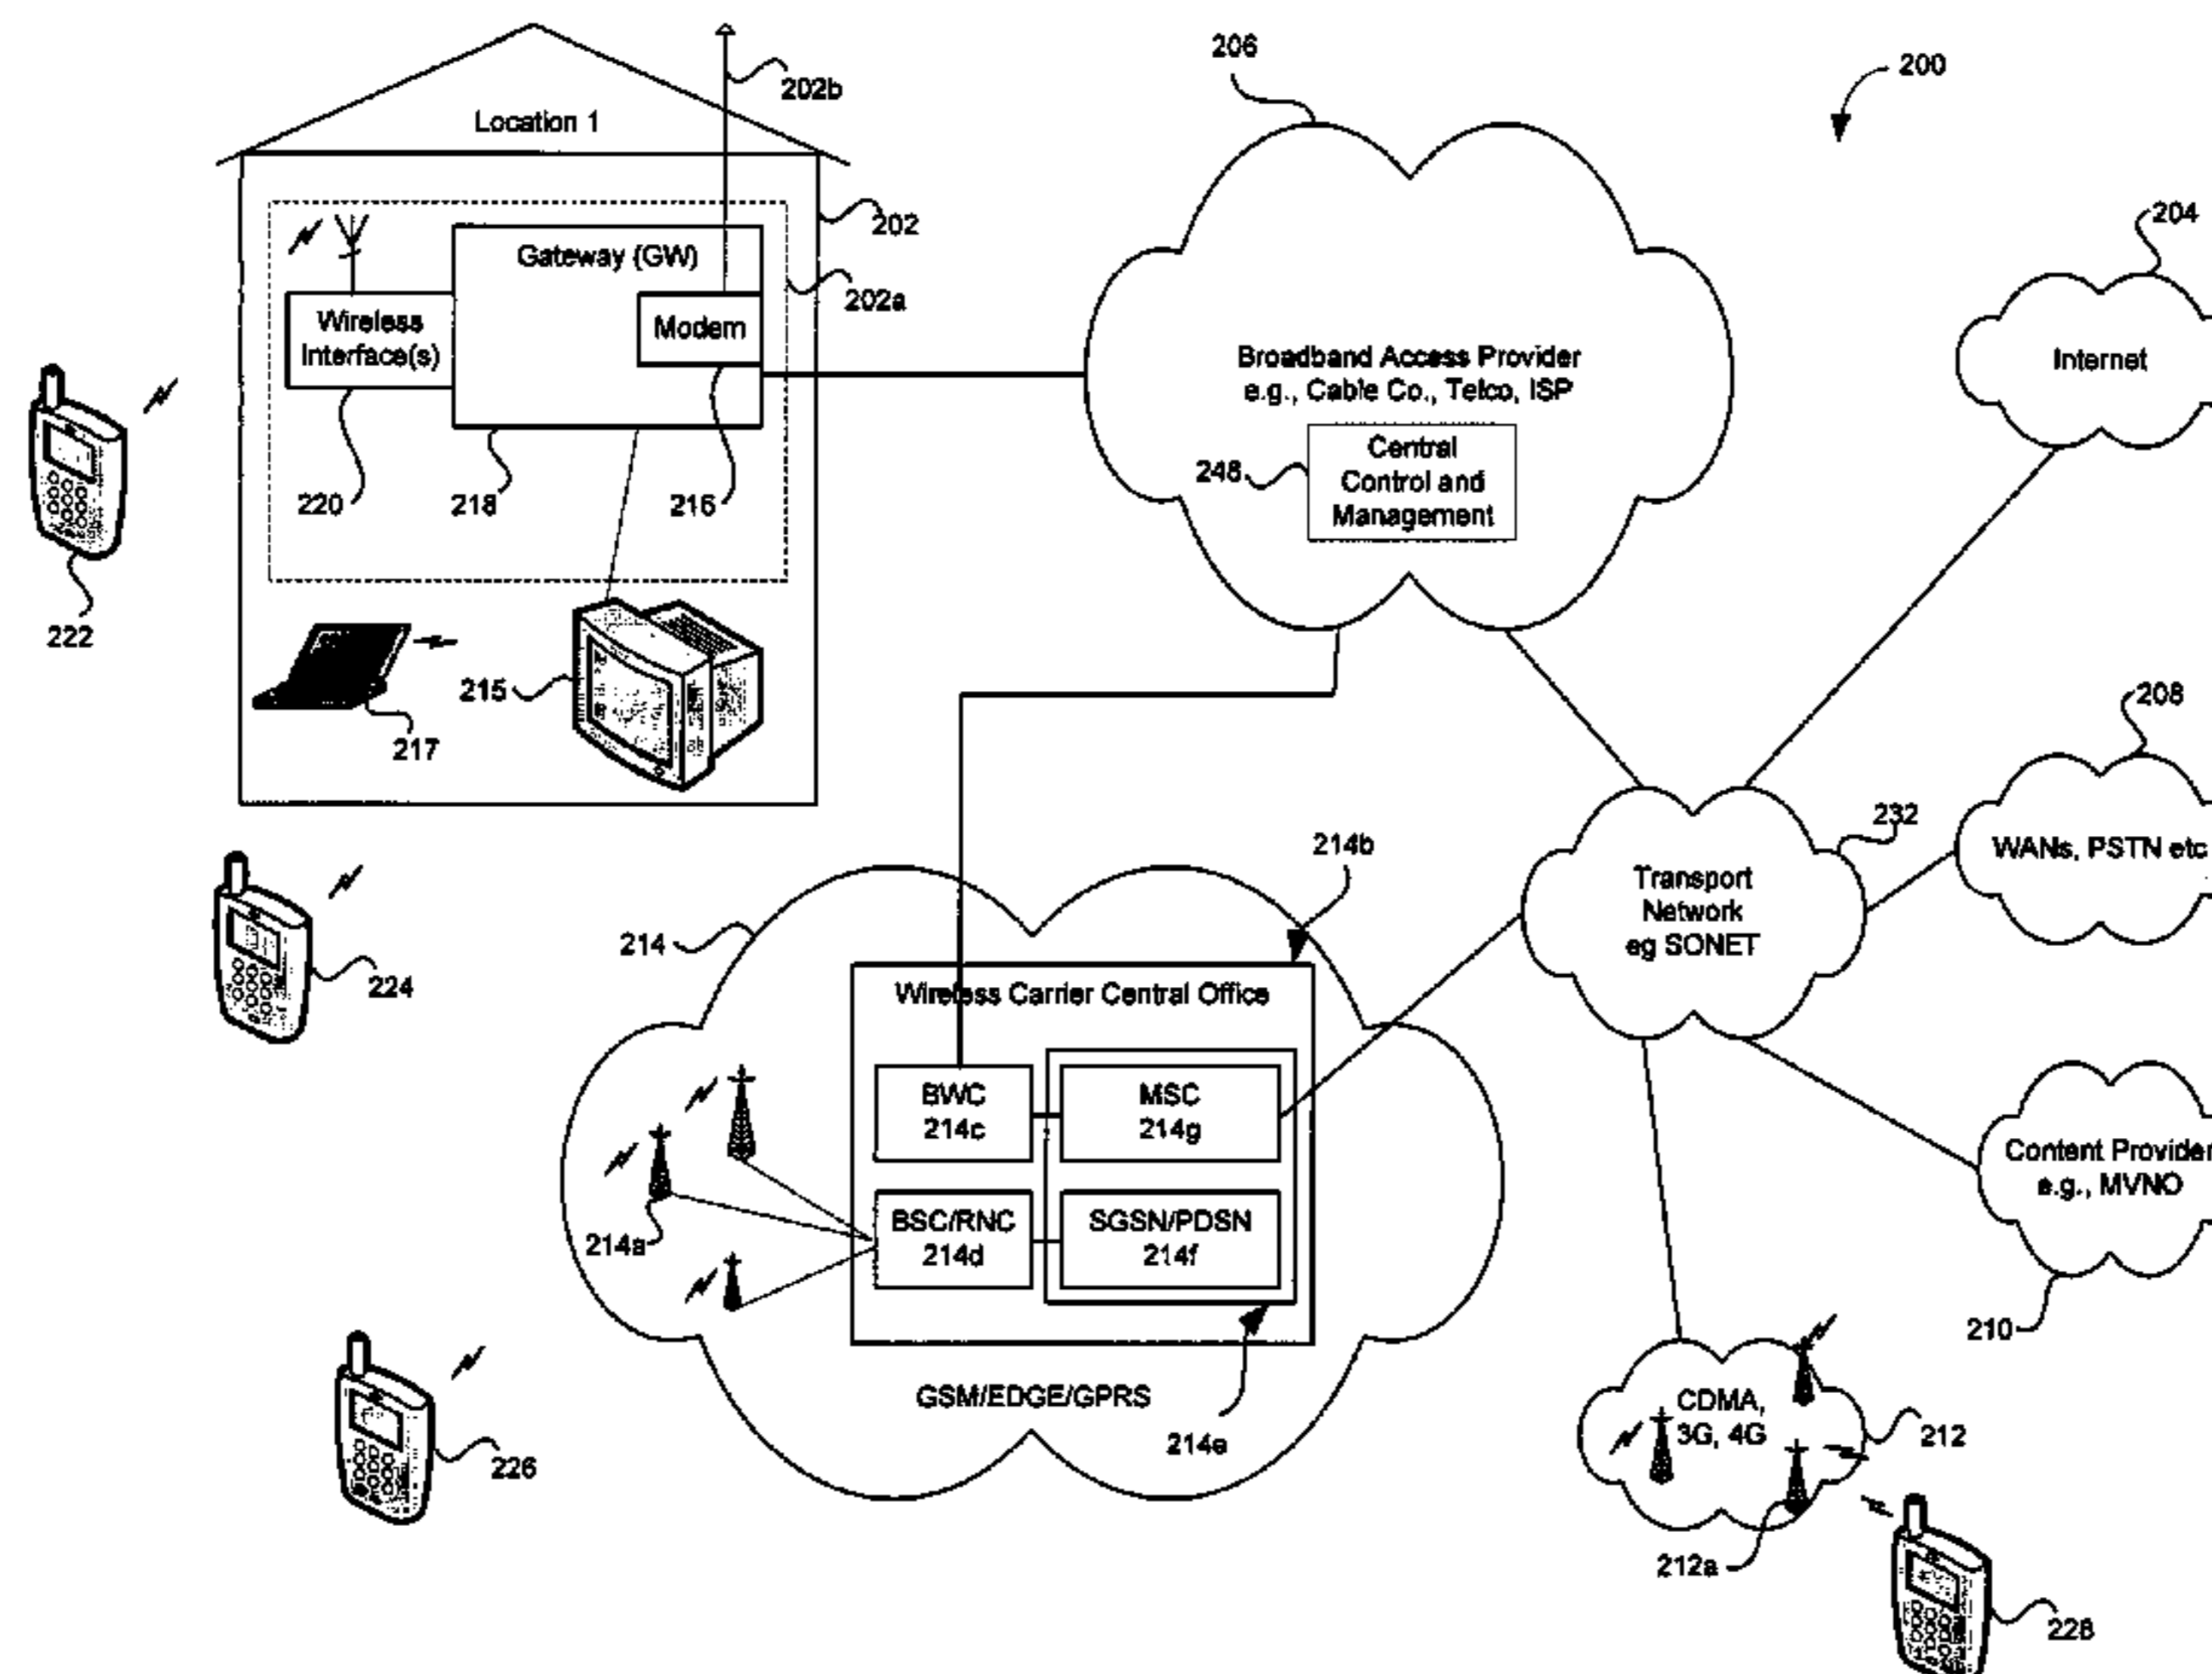 206
200
202b
Location 1
202
204
Gateway (GW)
202a
Wireless
Interface(s)
Modem
Broadband Access Provider
e.g., Cable Co., Telco, ISP
Internet
Central
Control and
Management
248
220
218
216
222
215
217
208
232
WANs, PSTN etc
214b
Transport
Network
eg SONET
214
224
Wireless Carrier Central Office
BWC
214c
MSC
214g
Content Provider
e.g., MVNO
BSC/RNC
214d
SGSN/PDSN
214f
214a
210
GSM/EDGE/GPRS
CDMA,
3G, 4G
212
214e
226
212a
228